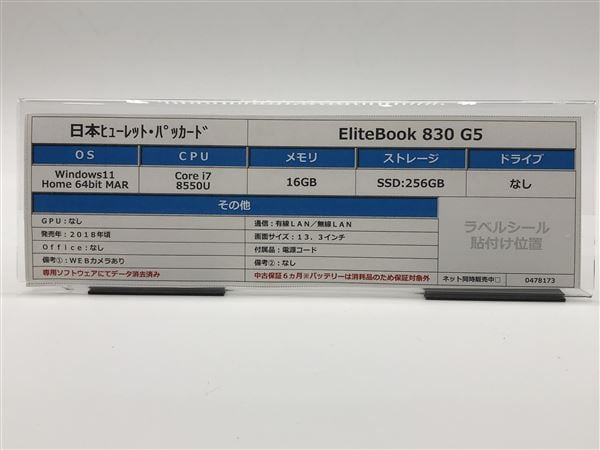 日本ﾋｭｰﾚｯﾄ・ﾊﾟｯｶｰﾄﾞ EliteBook 830 G5
OS CPU メモリ ストレージ ドライブ
Windows11 Home 64bit MAR Core i7 8550U 16GB SSD:256GB なし
その他
GPU：なし 通信：有線LAN／無線LAN
発売年：2018年頃 画面サイズ：13．3インチ
Office：なし 付属品：電源コード
備考①：WEBカメラあり 備考②：なし
専用ソフトウェアにてデータ消去済み 中古保証6ヵ月※バッテリーは消耗品のため保証対象外
ラベルシール
貼付け位置
ネット同時販売中□ 0478173